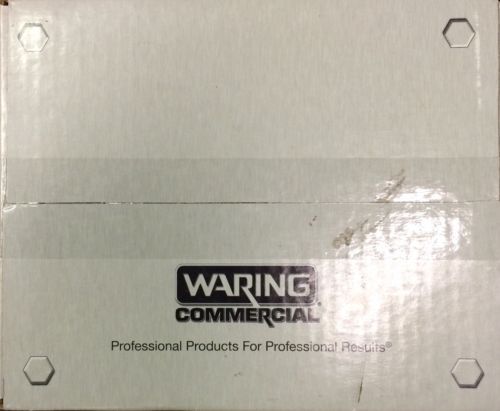 WARING
COMMERCIAL®
Professional Products For Professional Results®